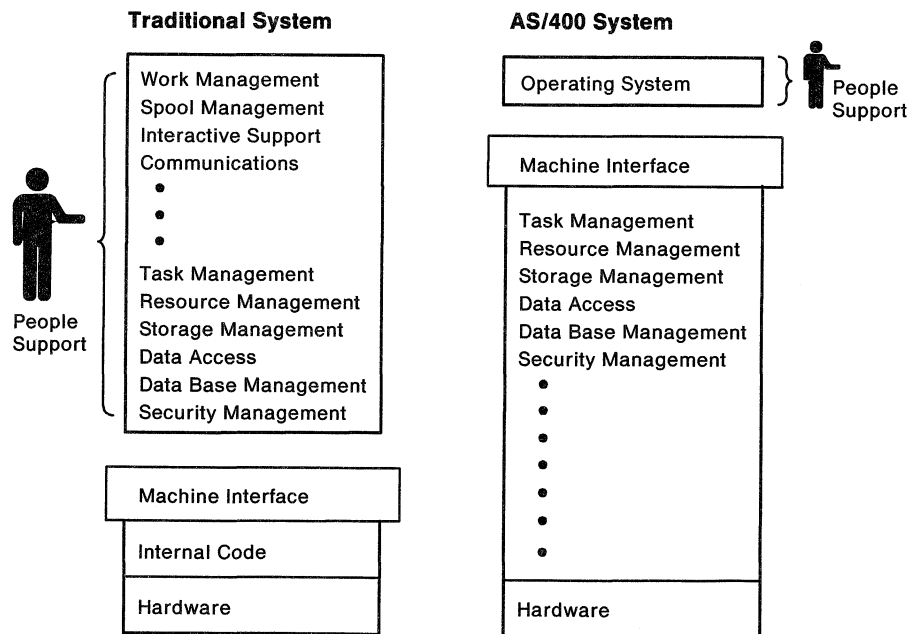 Traditional System
Work Management
Spool Management
Interactive Support
Communications
Task Management
Resource Management
Storage Management
Data Access
Data Base Management
Security Management
People
Support
Machine Interface
Internal Code
Hardware
AS/400 System
Operating System
People
Support
Machine Interface
Task Management
Resource Management
Storage Management
Data Access
Data Base Management
Security Management
Hardware